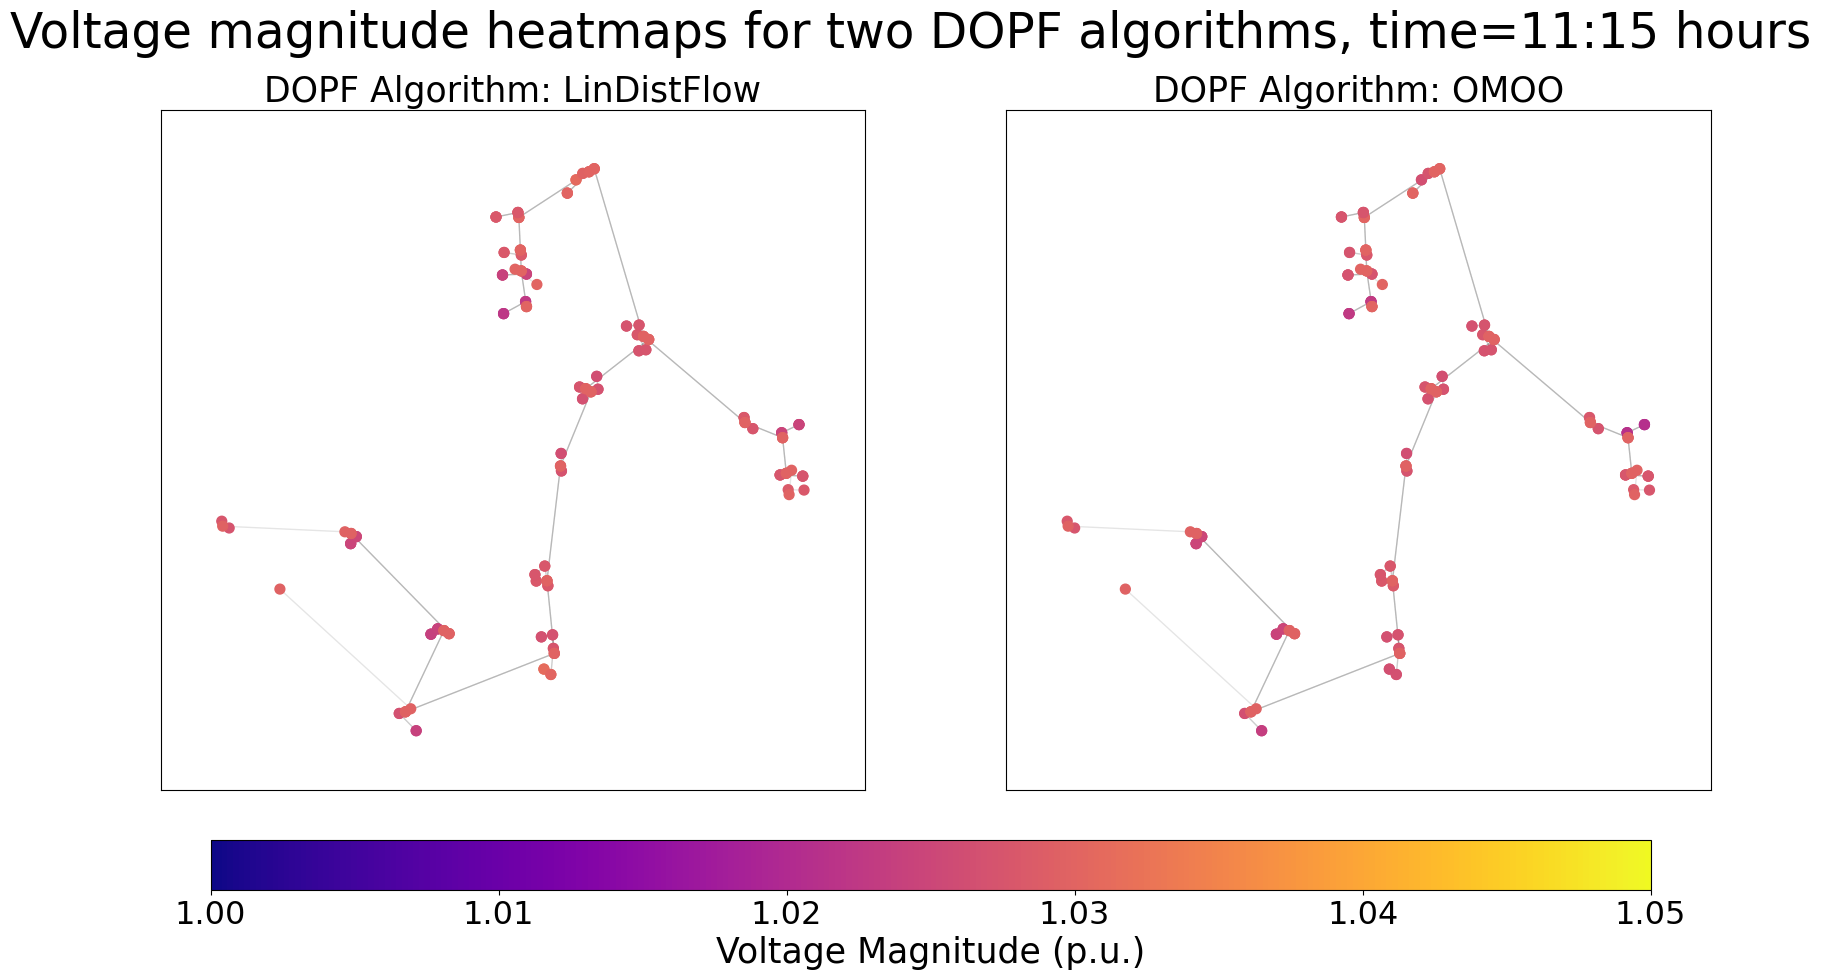 Voltage magnitude heatmaps for two DOPF algorithms, time=11:15 hours
DOPF Algorithm: LinDistFlow
DOPF Algorithm: OMOO
1.00 1.01 1.02 1.03 1.04 1.05
Voltage Magnitude (p.u.)